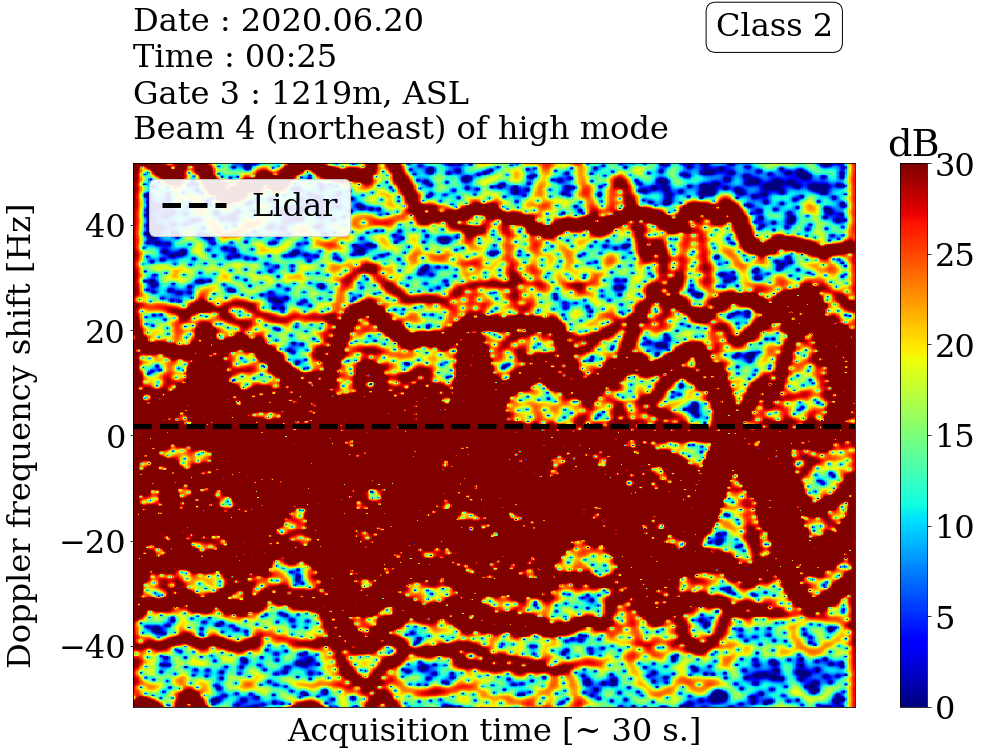 Date : 2020.06.20
Time : 00:25
Gate 3 : 1219m, ASL
Beam 4 (northeast) of high mode
Class 2
dB
Lidar
Doppler frequency shift [Hz]
40
20
0
−20
−40
30
25
20
15
10
5
0
Acquisition time [~ 30 s.]